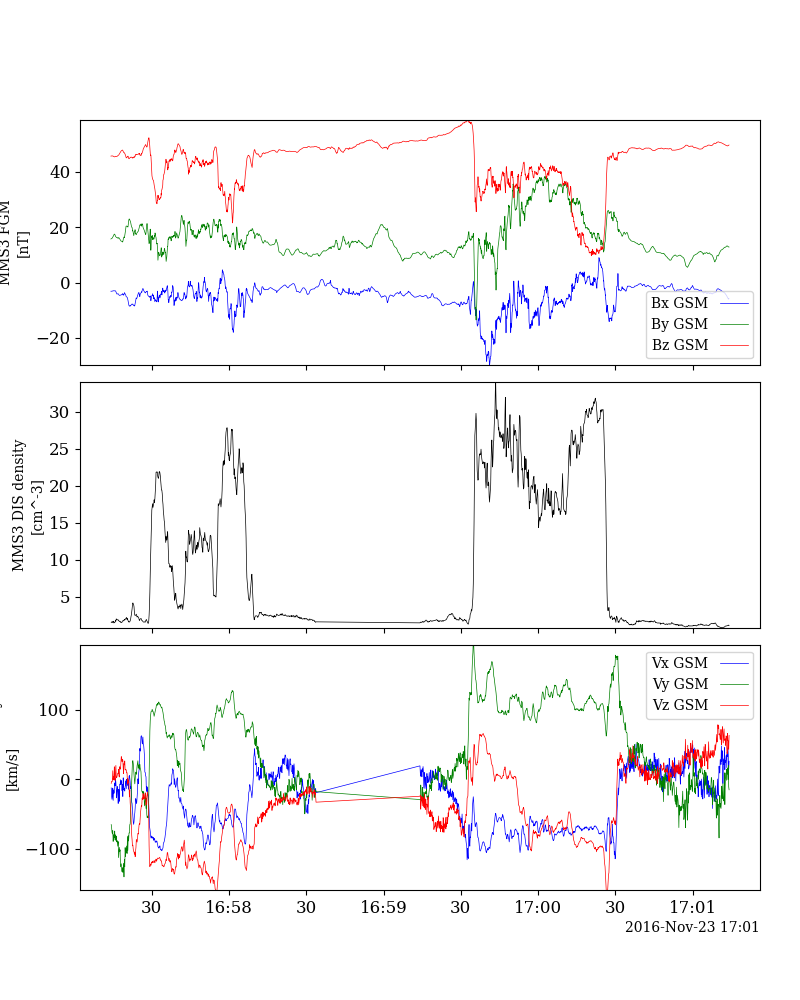 MMS3 FGM
[nT]
40
20
0
−20
Bx GSM
By GSM
Bz GSM
MMS3 DIS density
[cm^-3]
30
25
20
15
10
5
[km/s]
100
0
−100
Vx GSM
Vy GSM
Vz GSM
30
16:58
30
16:59
30
17:00
30
17:01
2016-Nov-23 17:01